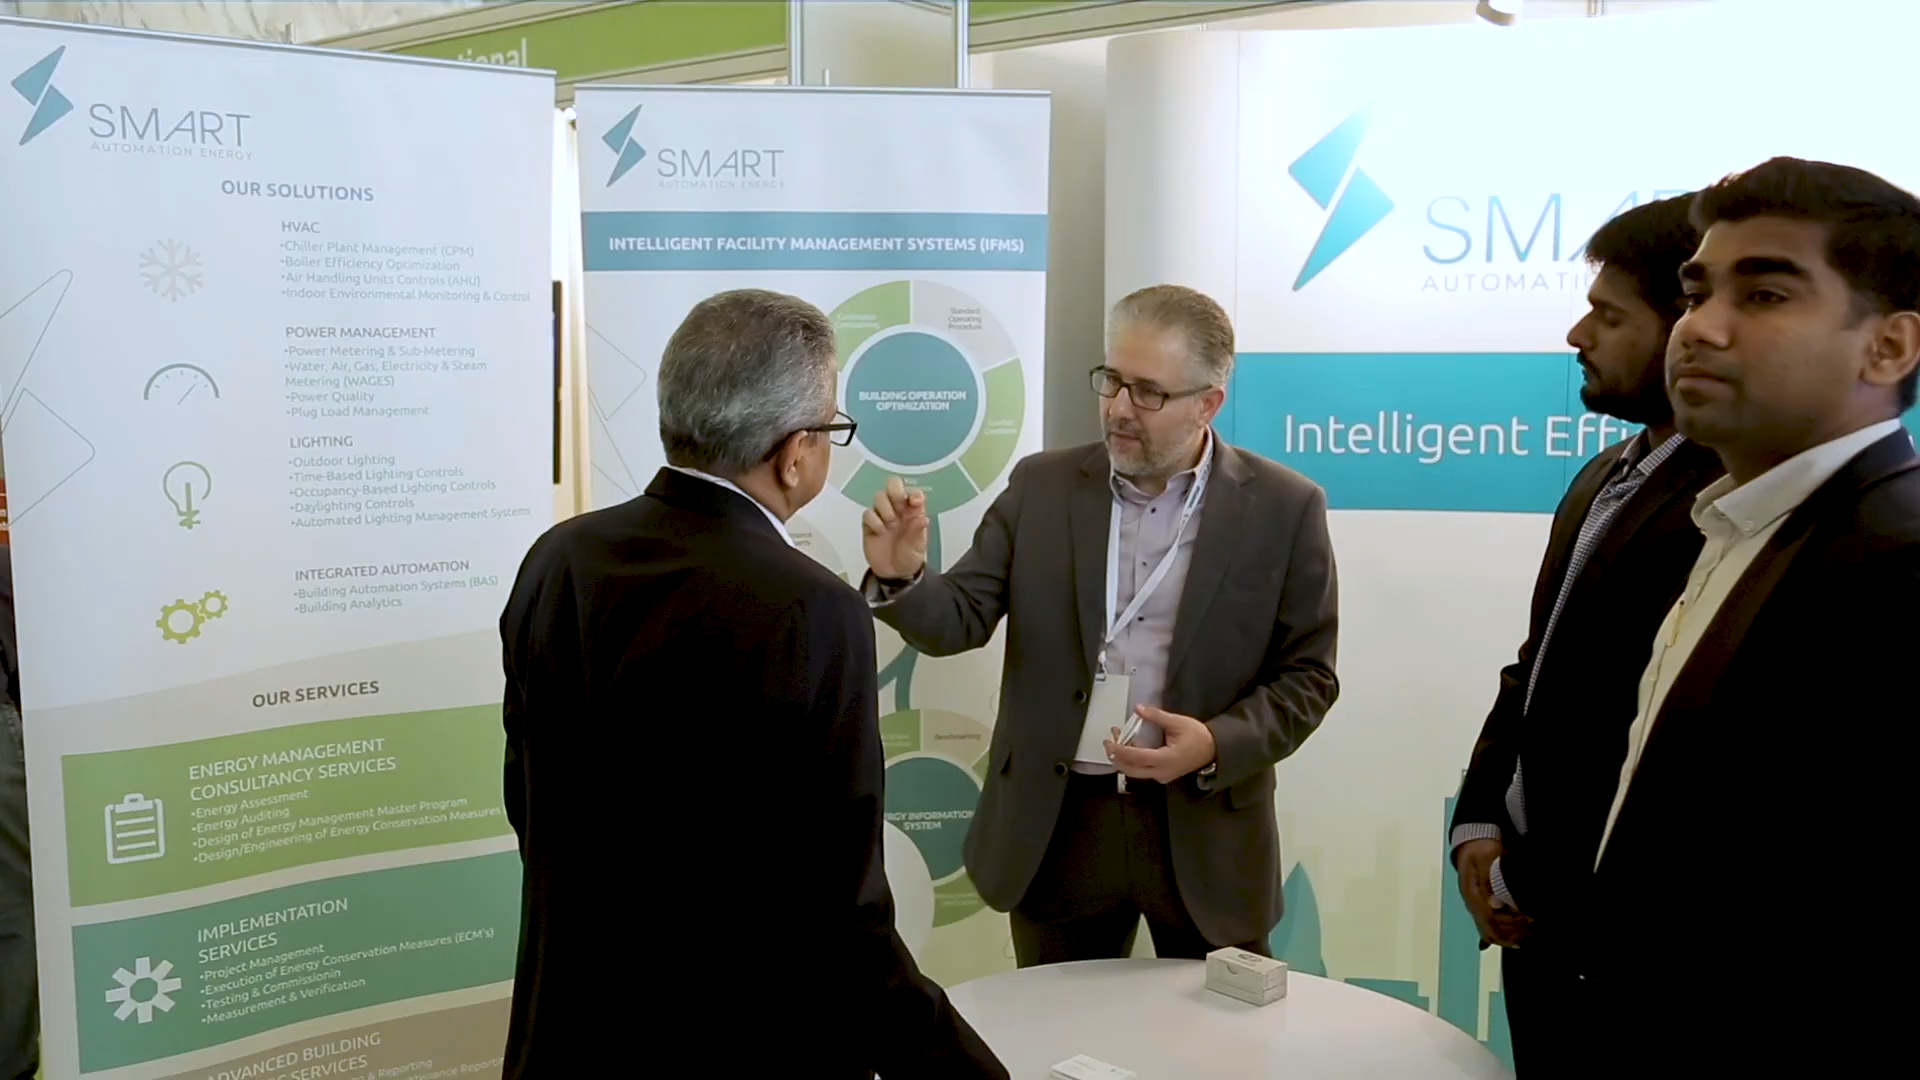 SMART
AUTOMATION ENERGY
OUR SOLUTIONS
HVAC
•Chiller Plant Management (CPM)
•Boiler Efficiency Optimization
•Air Handling Units Controls (AHU)
•Indoor Environmental Monitoring & Control
POWER MANAGEMENT
•Power Metering & Sub-Metering
•Water, Air, Gas, Electricity & Steam
Metering (WAGES)
•Power Quality
•Plug Load Management
LIGHTING
•Outdoor Lighting
•Time-Based Lighting Controls
•Occupancy-Based Lighting Controls
•Daylighting Controls
•Automated Lighting Management Systems
INTEGRATED AUTOMATION
•Building Automation Systems (BAS)
•Building Analytics
OUR SERVICES
ENERGY MANAGEMENT
CONSULTANCY SERVICES
•Energy Assessment
•Energy Auditing
•Design of Energy Management Master Program
•Design/Engineering of Energy Conservation Measures
IMPLEMENTATION
SERVICES
•Project Management
•Execution of Energy Conservation Measures (ECM's)
•Testing & Commissionin
•Measurement & Verification
ADVANCED BUILDING
SERVICES
& Reporting
tional
SMART
AUTOMATION ENERGY
INTELLIGENT FACILITY MANAGEMENT SYSTEMS (IFMS)
Standard
Operating
Procedure
BUILDING OPERATION
OPTIMIZATION
Benchmarking
RGY INFORMATION
SYSTEM
SMA
AUTOMATI
Intelligent Effi